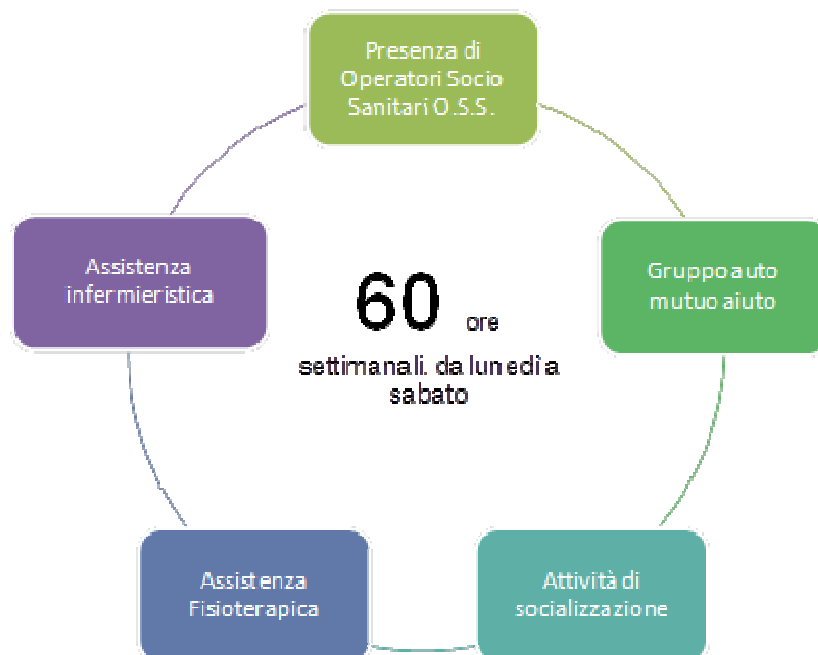 Presenza di
Operatori Socio
Sanitari O.S.S.
Assistenza
infermieristica
Gruppo auto
mutuo aiuto
60 ore
settimanali. da lunedì a
sabato
Assistenza
Fisioterapica
Attività di
socializzazione